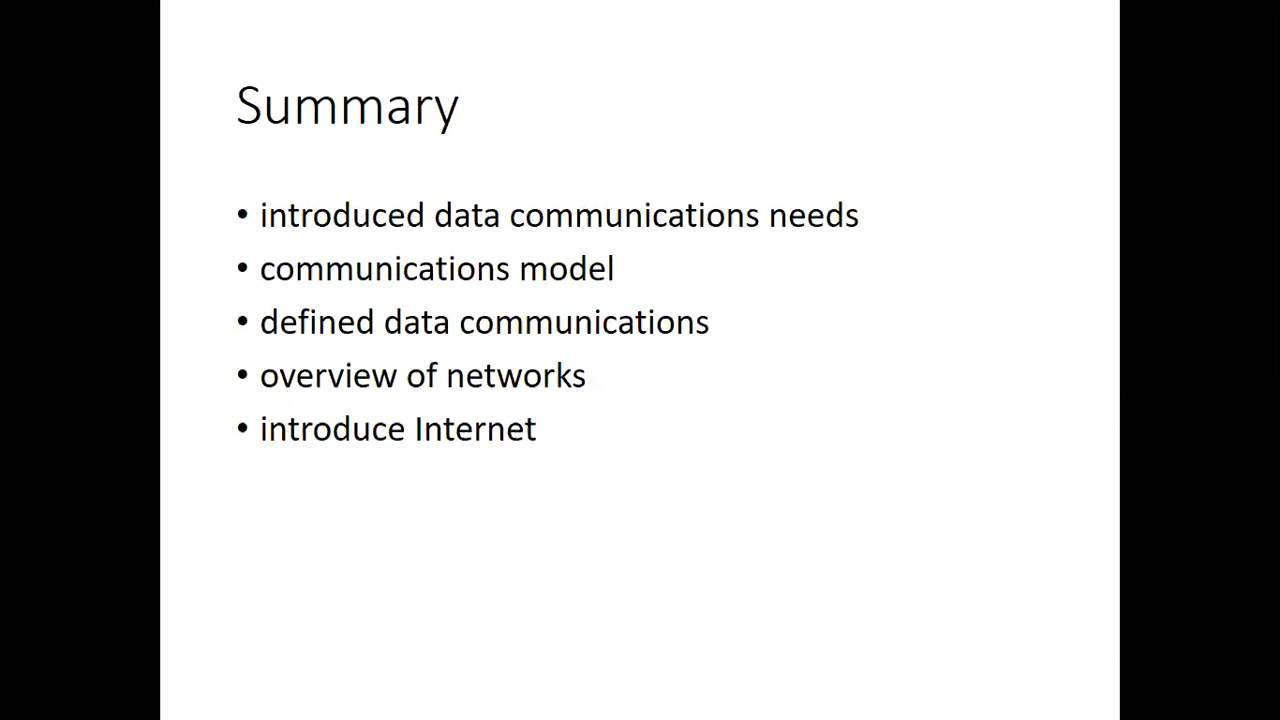 Summary
• introduced data communications needs
• communications model
• defined data communications
• overview of networks
• introduce Internet